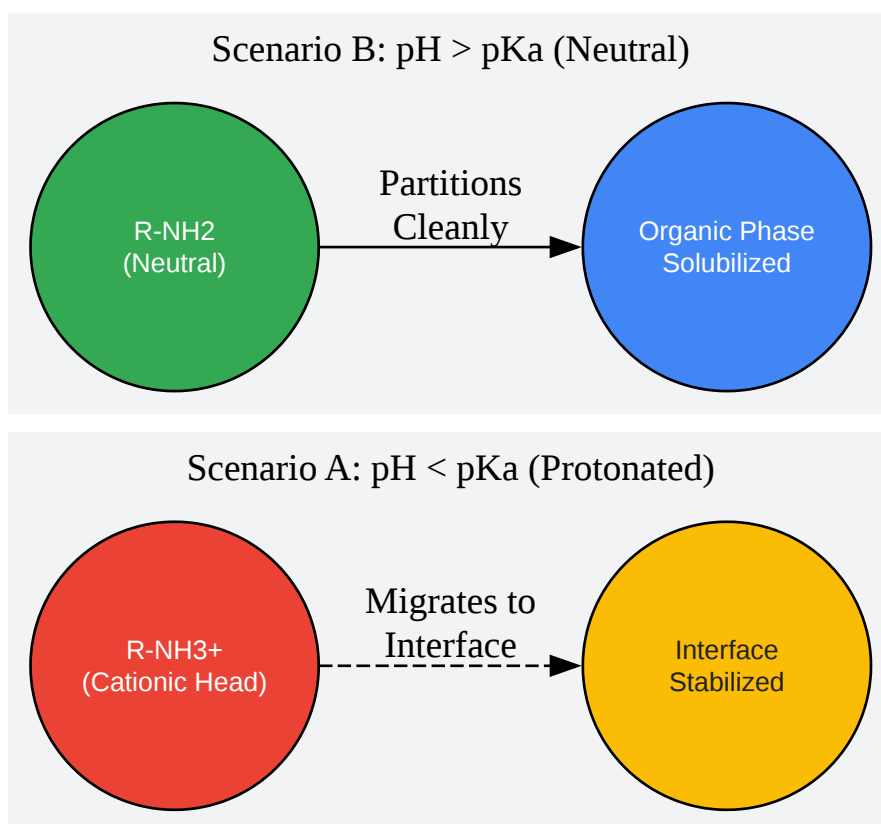 Scenario B: pH > pKa (Neutral)
R-NH2
(Neutral)
Partitions
Cleanly
Organic Phase
Solubilized
Scenario A: pH < pKa (Protonated)
R-NH3+
(Cationic Head)
Migrates to
Interface
Interface
Stabilized